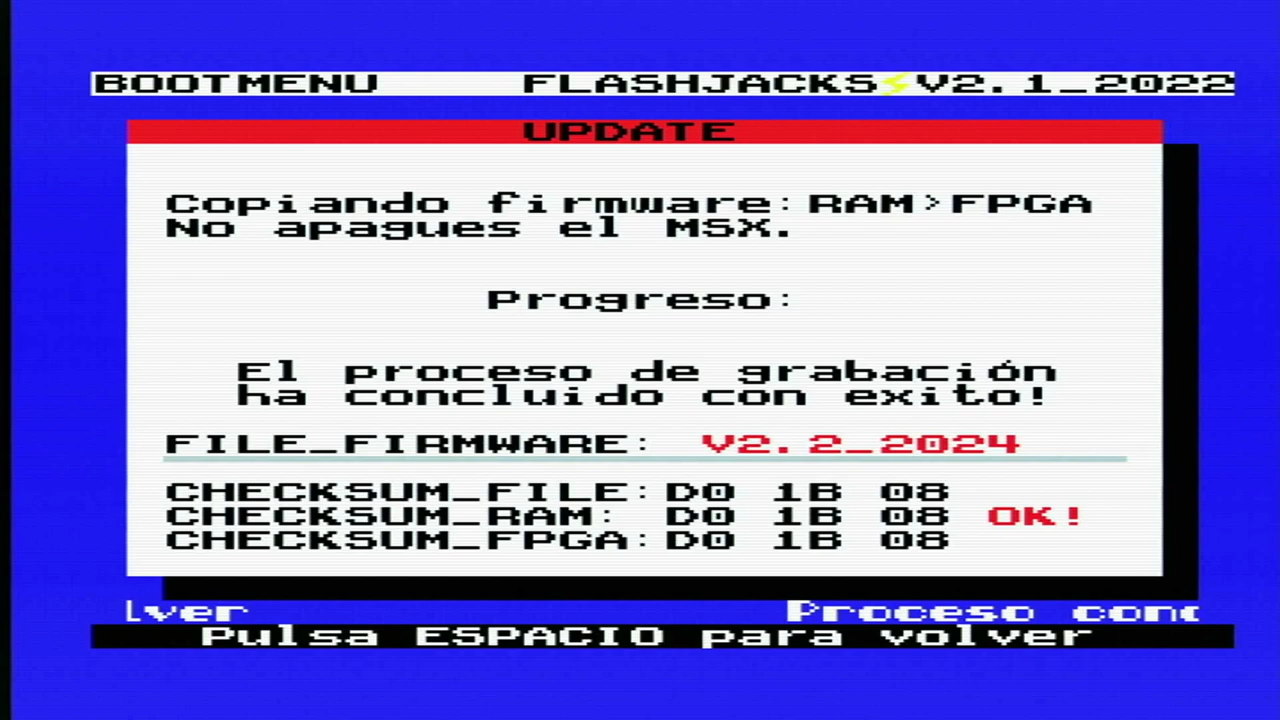 BOOTMENU FLASHJACKS⚡V2.1_2022
UPDATE
Copiando firmware:RAM>FPGA
No apagues el MSX.
Progreso:
El proceso de grabación
ha concluido con exito!
FILE_FIRMWARE: V2.2_2024
CHECKSUM_FILE:D0 1B 08
CHECKSUM_RAM: D0 1B 08 OK!
CHECKSUM_FPGA:D0 1B 08
lver Proceso conc
Pulsa ESPACIO para volver